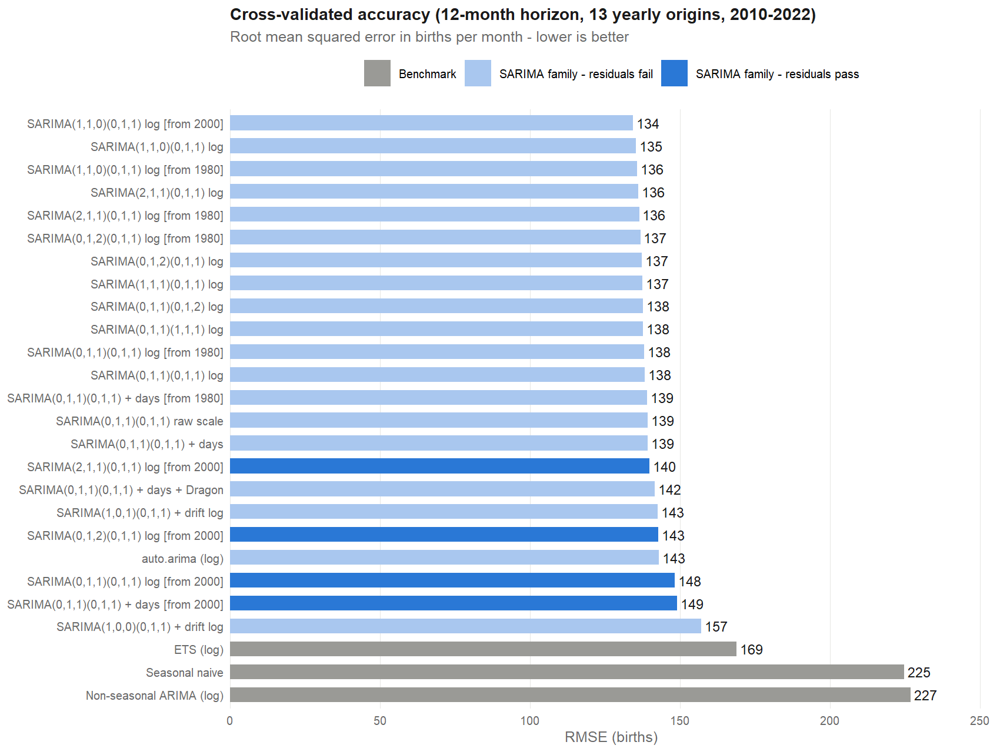 Cross-validated accuracy (12-month horizon, 13 yearly origins, 2010-2022)
Root mean squared error in births per month - lower is better
Benchmark
SARIMA family - residuals fail
SARIMA family - residuals pass
SARIMA(1,1,0)(0,1,1) log [from 2000] 134
SARIMA(1,1,0)(0,1,1) log 135
SARIMA(1,1,0)(0,1,1) log [from 1980] 136
SARIMA(2,1,1)(0,1,1) log 136
SARIMA(2,1,1)(0,1,1) log [from 1980] 136
SARIMA(0,1,2)(0,1,1) log [from 1980] 137
SARIMA(0,1,2)(0,1,1) log 137
SARIMA(1,1,1)(0,1,1) log 137
SARIMA(0,1,1)(0,1,2) log 138
SARIMA(0,1,1)(1,1,1) log 138
SARIMA(0,1,1)(0,1,1) log [from 1980] 138
SARIMA(0,1,1)(0,1,1) log 138
SARIMA(0,1,1)(0,1,1) + days [from 1980] 139
SARIMA(0,1,1)(0,1,1) raw scale 139
SARIMA(0,1,1)(0,1,1) + days 139
SARIMA(2,1,1)(0,1,1) log [from 2000] 140
SARIMA(0,1,1)(0,1,1) + days + Dragon 142
SARIMA(1,0,1)(0,1,1) + drift log 143
SARIMA(0,1,2)(0,1,1) log [from 2000] 143
auto.arima (log) 143
SARIMA(0,1,1)(0,1,1) log [from 2000] 148
SARIMA(0,1,1)(0,1,1) + days [from 2000] 149
SARIMA(1,0,0)(0,1,1) + drift log 157
ETS (log) 169
Seasonal naive 225
Non-seasonal ARIMA (log) 227
0 50 100 150 200 250
RMSE (births)